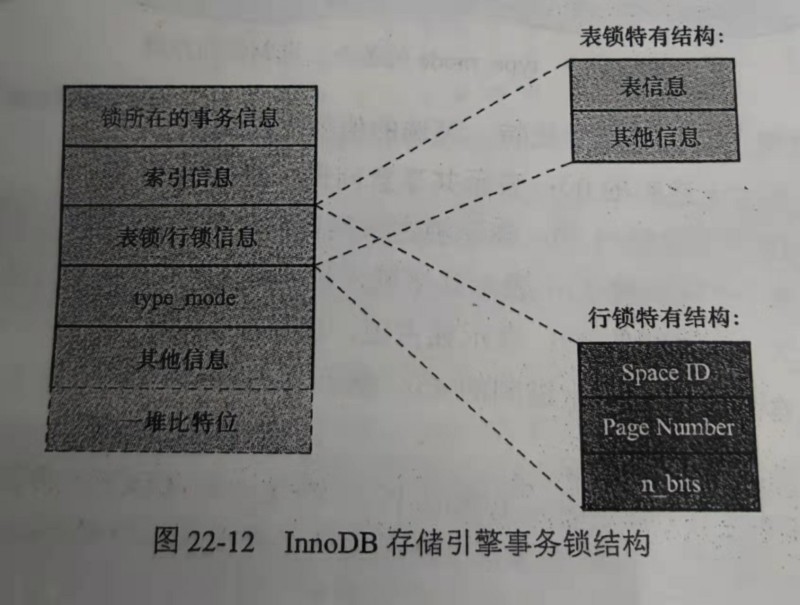 表锁特有结构：
表信息
其他信息
锁所在的事务信息
索引信息
表锁/行锁信息
type_mode
其他信息
一堆比特位
行锁特有结构：
Space ID
Page Number
n_bits
图 22-12 InnoDB 存储引擎事务锁结构